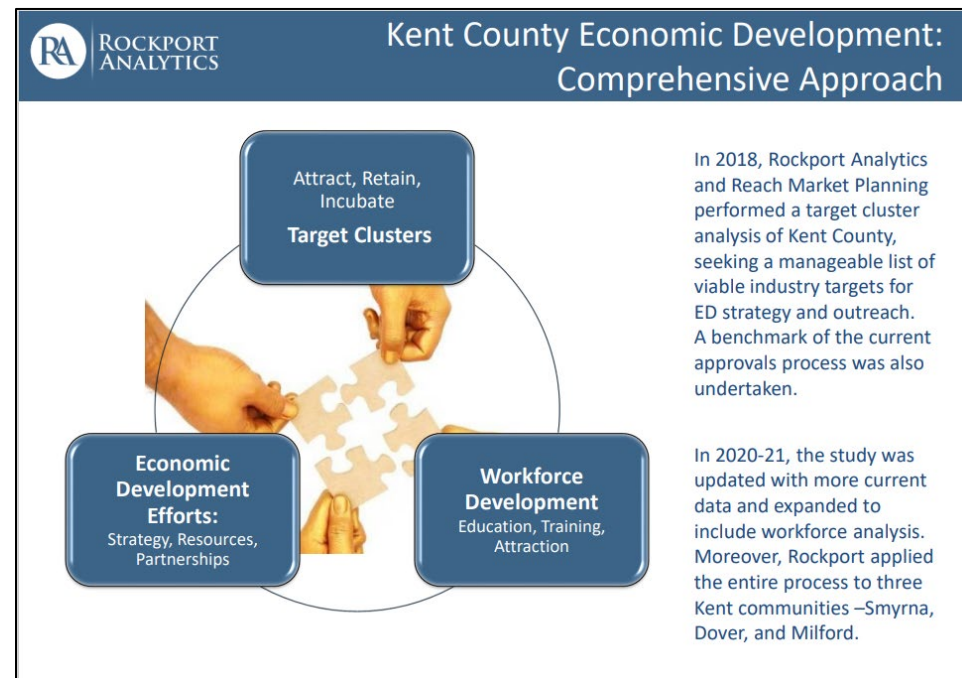 RA
ROCKPORT
ANALYTICS
Kent County Economic Development:
Comprehensive Approach
Attract, Retain,
Incubate
Target Clusters
Economic
Development
Efforts:
Strategy, Resources,
Partnerships
Workforce
Development
Education, Training,
Attraction
In 2018, Rockport Analytics
and Reach Market Planning
performed a target cluster
analysis of Kent County,
seeking a manageable list of
viable industry targets for
ED strategy and outreach.
A benchmark of the current
approvals process was also
undertaken.
In 2020-21, the study was
updated with more current
data and expanded to
include workforce analysis.
Moreover, Rockport applied
the entire process to three
Kent communities –Smyrna,
Dover, and Milford.